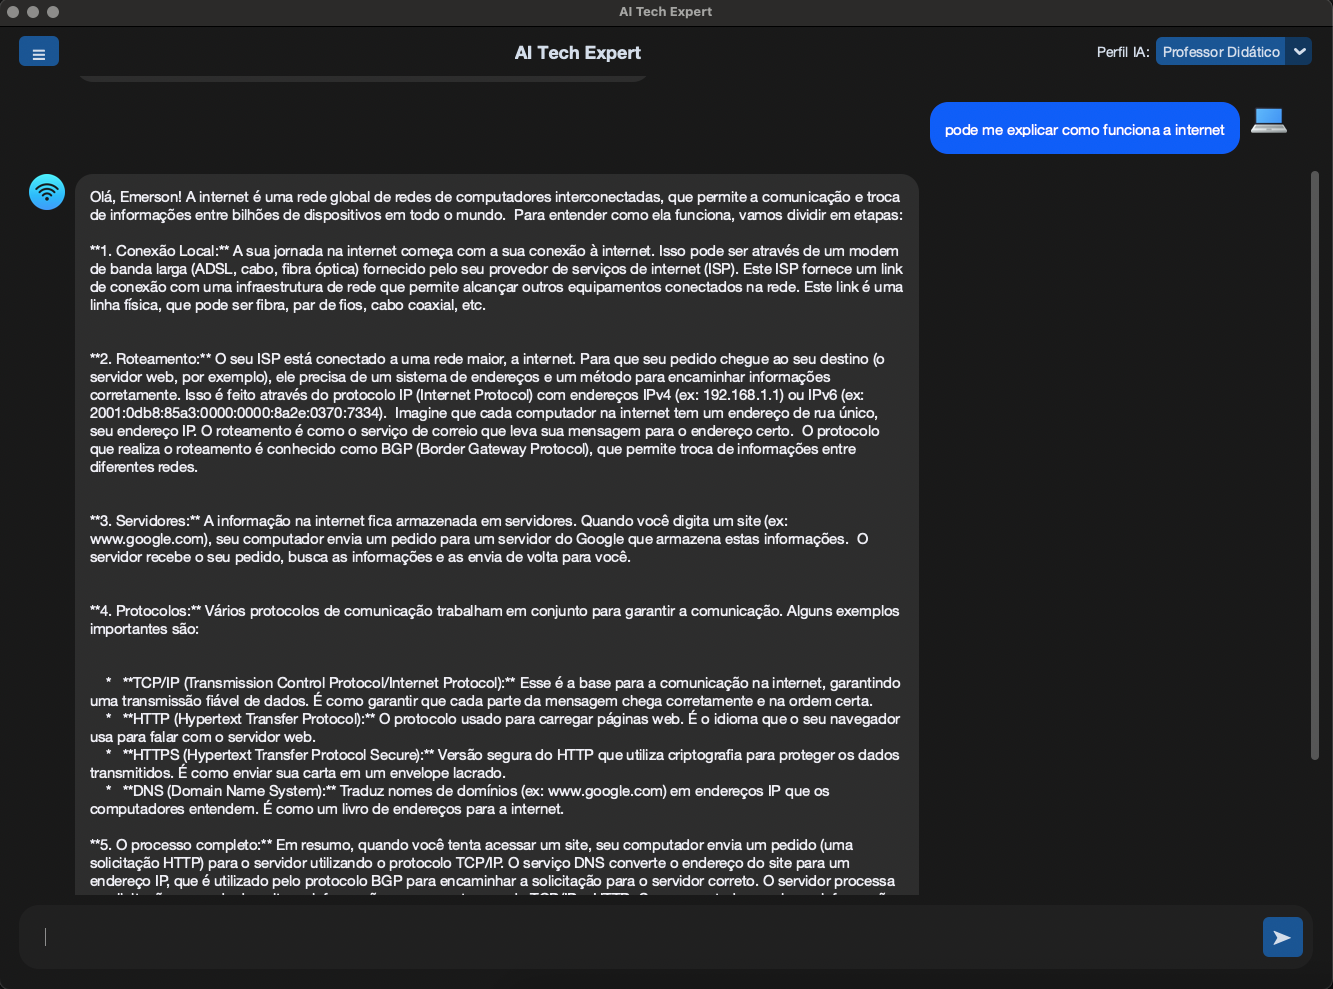 AI Tech Expert
AI Tech Expert
Perfil IA: Professor Didático
pode me explicar como funciona a internet
Olá, Emerson! A internet é uma rede global de redes de computadores interconectadas, que permite a comunicação e troca
de informações entre bilhões de dispositivos em todo o mundo.  Para entender como ela funciona, vamos dividir em etapas:
**1. Conexão Local:** A sua jornada na internet começa com a sua conexão à internet. Isso pode ser através de um modem
de banda larga (ADSL, cabo, fibra óptica) fornecido pelo seu provedor de serviços de internet (ISP). Este ISP fornece um link
de conexão com uma infraestrutura de rede que permite alcançar outros equipamentos conectados na rede. Este link é uma
linha física, que pode ser fibra, par de fios, cabo coaxial, etc.
**2. Roteamento:** O seu ISP está conectado a uma rede maior, a internet. Para que seu pedido chegue ao seu destino (o
servidor web, por exemplo), ele precisa de um sistema de endereços e um método para encaminhar informações
corretamente. Isso é feito através do protocolo IP (Internet Protocol) com endereços IPv4 (ex: 192.168.1.1) ou IPv6 (ex:
2001:0db8:85a3:0000:0000:8a2e:0370:7334).  Imagine que cada computador na internet tem um endereço de rua único,
seu endereço IP. O roteamento é como o serviço de correio que leva sua mensagem para o endereço certo.  O protocolo
que realiza o roteamento é conhecido como BGP (Border Gateway Protocol), que permite troca de informações entre
diferentes redes.
**3. Servidores:** A informação na internet fica armazenada em servidores. Quando você digita um site (ex:
www.google.com), seu computador envia um pedido para um servidor do Google que armazena estas informações.  O
servidor recebe o seu pedido, busca as informações e as envia de volta para você.
**4. Protocolos:** Vários protocolos de comunicação trabalham em conjunto para garantir a comunicação. Alguns exemplos
importantes são:
*   **TCP/IP (Transmission Control Protocol/Internet Protocol):** Esse é a base para a comunicação na internet, garantindo
uma transmissão fiável de dados. É como garantir que cada parte da mensagem chega corretamente e na ordem certa.
*   **HTTP (Hypertext Transfer Protocol):** O protocolo usado para carregar páginas web. É o idioma que o seu navegador
usa para falar com o servidor web.
*   **HTTPS (Hypertext Transfer Protocol Secure):** Versão segura do HTTP que utiliza criptografia para proteger os dados
transmitidos. É como enviar sua carta em um envelope lacrado.
*   **DNS (Domain Name System):** Traduz nomes de domínios (ex: www.google.com) em endereços IP que os
computadores entendem. É como um livro de endereços para a internet.
**5. O processo completo:** Em resumo, quando você tenta acessar um site, seu computador envia um pedido (uma
solicitação HTTP) para o servidor utilizando o protocolo TCP/IP. O serviço DNS converte o endereço do site para um
endereço IP, que é utilizado pelo protocolo BGP para encaminhar a solicitação para o servidor correto. O servidor processa